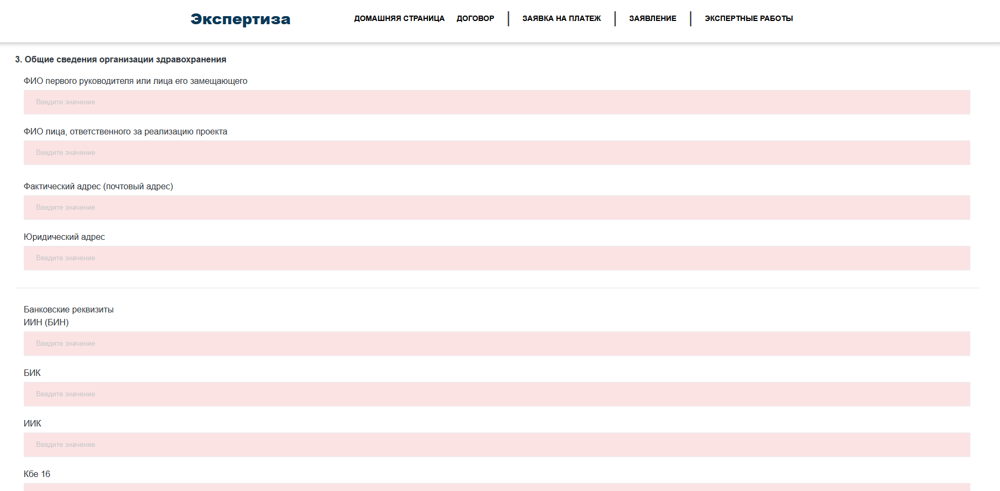 Экспертиза
ДОМАШНЯЯ СТРАНИЦА ДОГОВОР ЗАЯВКА НА ПЛАТЕЖ ЗАЯВЛЕНИЕ ЭКСПЕРТНЫЕ РАБОТЫ
3. Общие сведения организации здравохранения
ФИО первого руководителя или лица его замещающего
Введите значение
ФИО лица, ответственного за реализацию проекта
Введите значение
Фактический адрес (почтовый адрес)
Введите значение
Юридический адрес
Введите значение
Банковские реквизиты
ИИН (БИН)
Введите значение
БИК
Введите значение
ИИК
Введите значение
Кбе 16